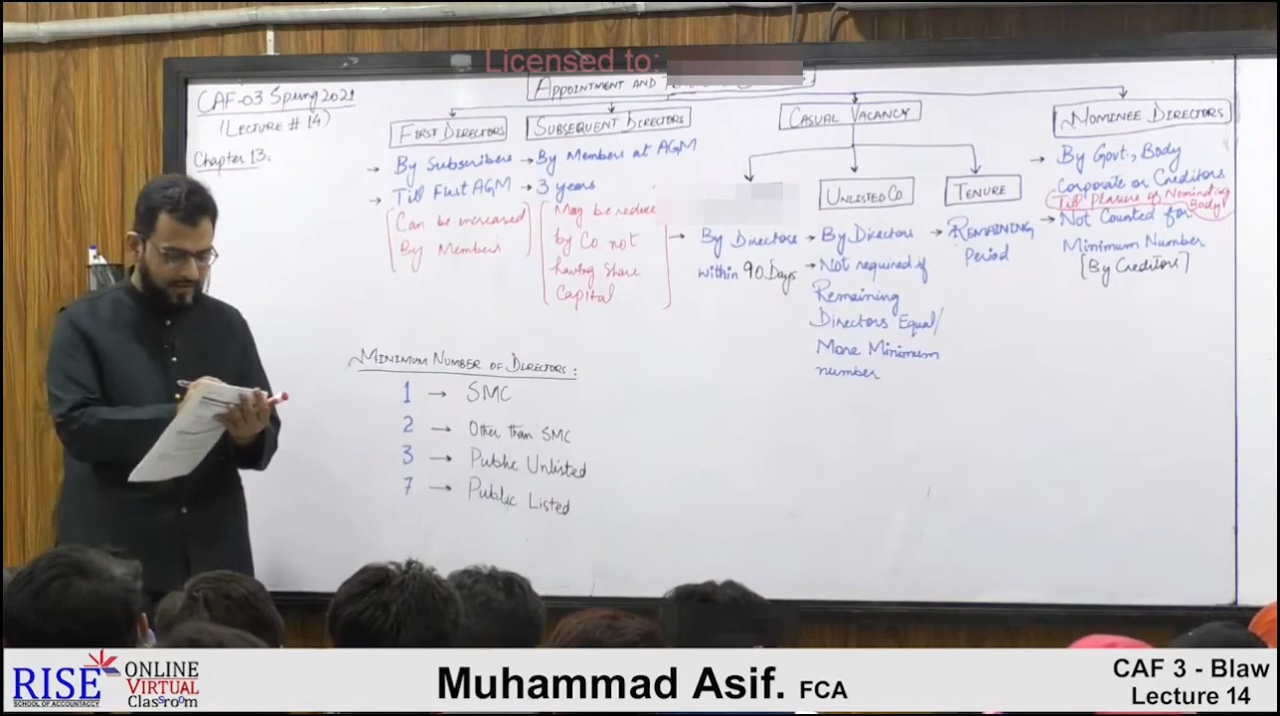 Licensed to:
APPOINTMENT AND
CAF-03 Spring 2021
(LECTURE # 14)
Chapter 13:
FIRST DIRECTORS
→ By Subscribers
→ Till First AGM
[Can be increased
By Members]
SUBSEQUENT DIRECTORS
→ By Members at AGM
→ 3 years
[May be reduce
by Co not
having Share
Capital]
CASUAL VACANCY
→ By Directors
within 90 Days
UNLISTED CO
→ By Directors
→ Not required if
Remaining
Directors Equal/
More Minimum
number
TENURE
→ REMAINING
Period
NOMINEE DIRECTORS
→ By Govt., Body
Corporate or Creditors
Till Plasure of Nominating
Body
→ Not Counted for
Minimum Number
[By Creditors]
MINIMUM NUMBER OF DIRECTORS:
1 → SMC
2 → Other than SMC
3 → Public Unlisted
7 → Public Listed
RISE
SCHOOL OF ACCOUNTANCY
ONLINE
VIRTUAL
Classroom
Muhammad Asif. FCA
CAF 3 - Blaw
Lecture 14